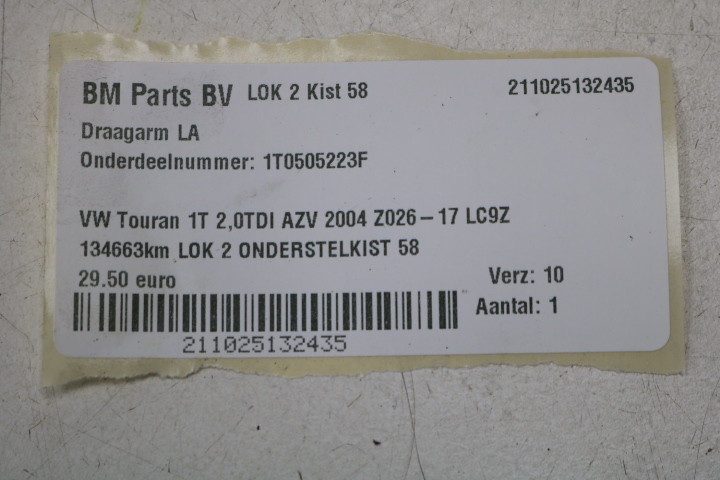 BM Parts BV LOK 2 Kist 58 211025132435
Draagarm LA
Onderdeelnummer: 1T0505223F
VW Touran 1T 2,0TDI AZV 2004 Z026-17 LC9Z
134663km LOK 2 ONDERSTELKIST 58
29.50 euro Verz: 10
Aantal: 1
211025132435